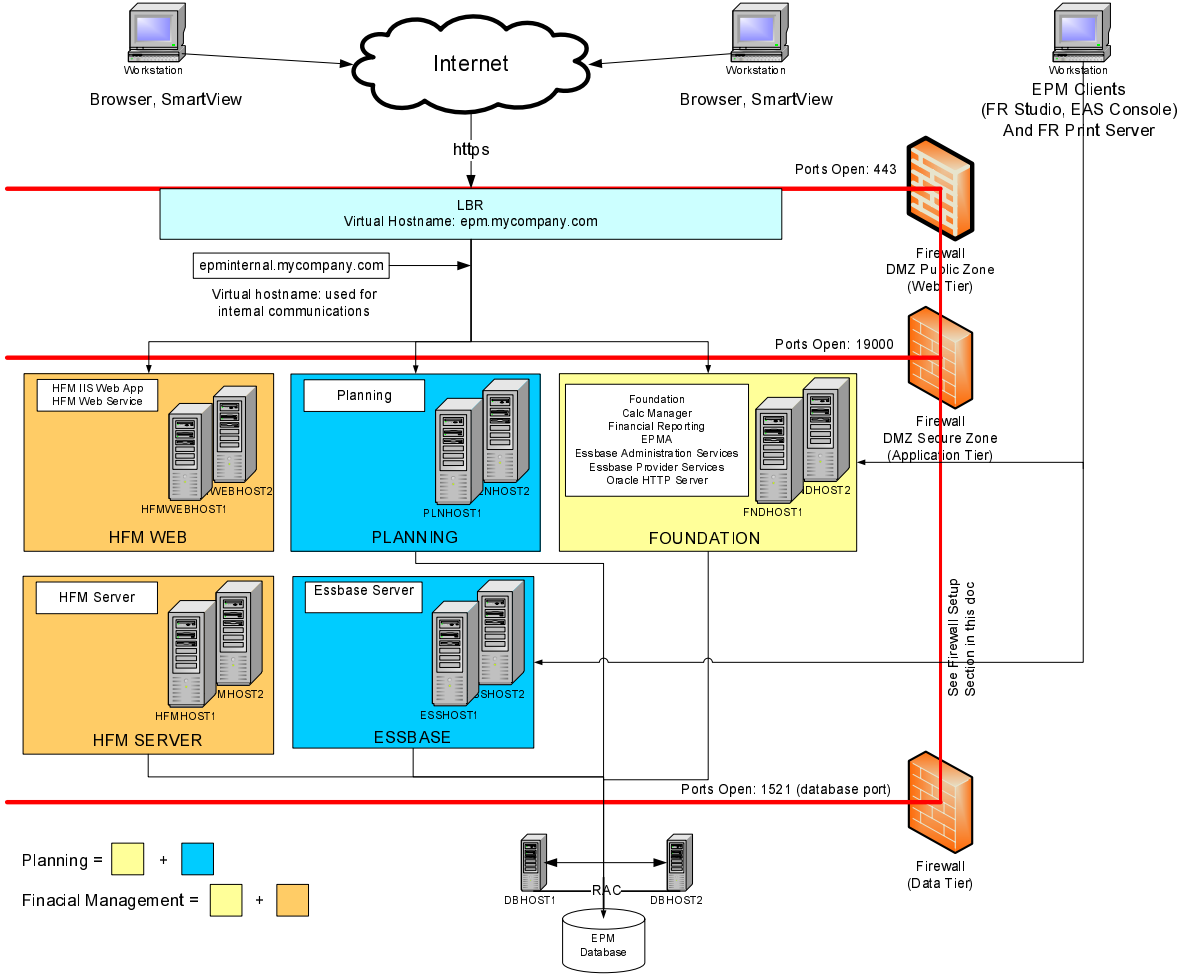 Internet
Workstation
Browser, SmartView
Workstation
Browser, SmartView
Workstation
EPM Clients
(FR Studio, EAS Console)
And FR Print Server
https
Ports Open: 443
LBR
Virtual Hostname: epm.mycompany.com
Firewall
DMZ Public Zone
(Web Tier)
epminternal.mycompany.com
Virtual hostname: used for
internal communications
Ports Open: 19000
Firewall
DMZ Secure Zone
(Application Tier)
HFM IIS Web App
HFM Web Service
WEBHOST2
HFMWEBHOST1
HFM WEB
Planning
NHOST2
PLNHOST1
PLANNING
Foundation
Calc Manager
Financial Reporting
EPMA
Essbase Administration Services
Essbase Provider Services
Oracle HTTP Server
DHOST2
FNDHOST1
FOUNDATION
HFM Server
MHOST2
HFMHOST1
HFM SERVER
Essbase Server
SHOST2
ESSHOST1
ESSBASE
See Firewall Setup
Section in this doc
Ports Open: 1521 (database port)
Firewall
(Data Tier)
Planning = +
Finacial Management = +
RAC
DBHOST1
DBHOST2
EPM
Database